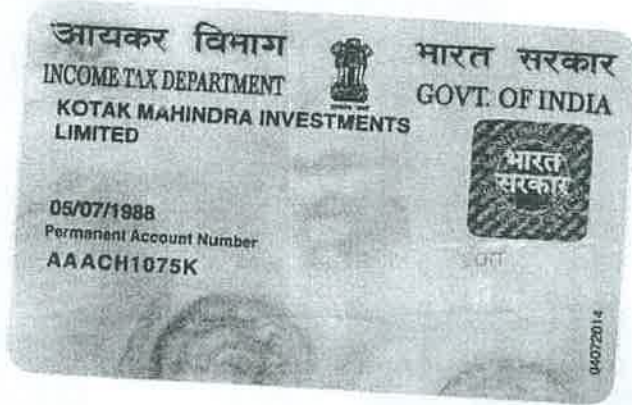 आयकर विभाग
INCOME TAX DEPARTMENT
भारत सरकार
GOVT. OF INDIA
KOTAK MAHINDRA INVESTMENTS
LIMITED
भारत
सरकार
05/07/1988
Permanent Account Number
AAACH1075K
04072014